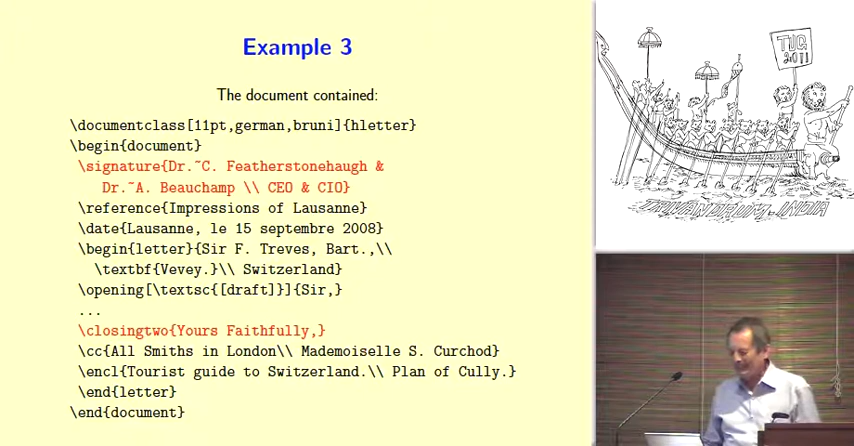 Example 3
The document contained:
\documentclass[11pt,german,bruni]{hletter}
\begin{document}
\signature{Dr.~C. Featherstonehaugh &
Dr.~A. Beauchamp \\ CEO & CIO}
\reference{Impressions of Lausanne}
\date{Lausanne, le 15 septembre 2008}
\begin{letter}{Sir F. Treves, Bart.,\\
\textbf{Vevey.}\\ Switzerland}
\opening[\textsc{[draft]}]{Sir,}
...
\closingtwo{Yours Faithfully,}
\cc{All Smiths in London\\ Mademoiselle S. Curchod}
\encl{Tourist guide to Switzerland.\\ Plan of Cully.}
\end{letter}
\end{document}
TUG
2011
TRIVANDRUM, INDIA